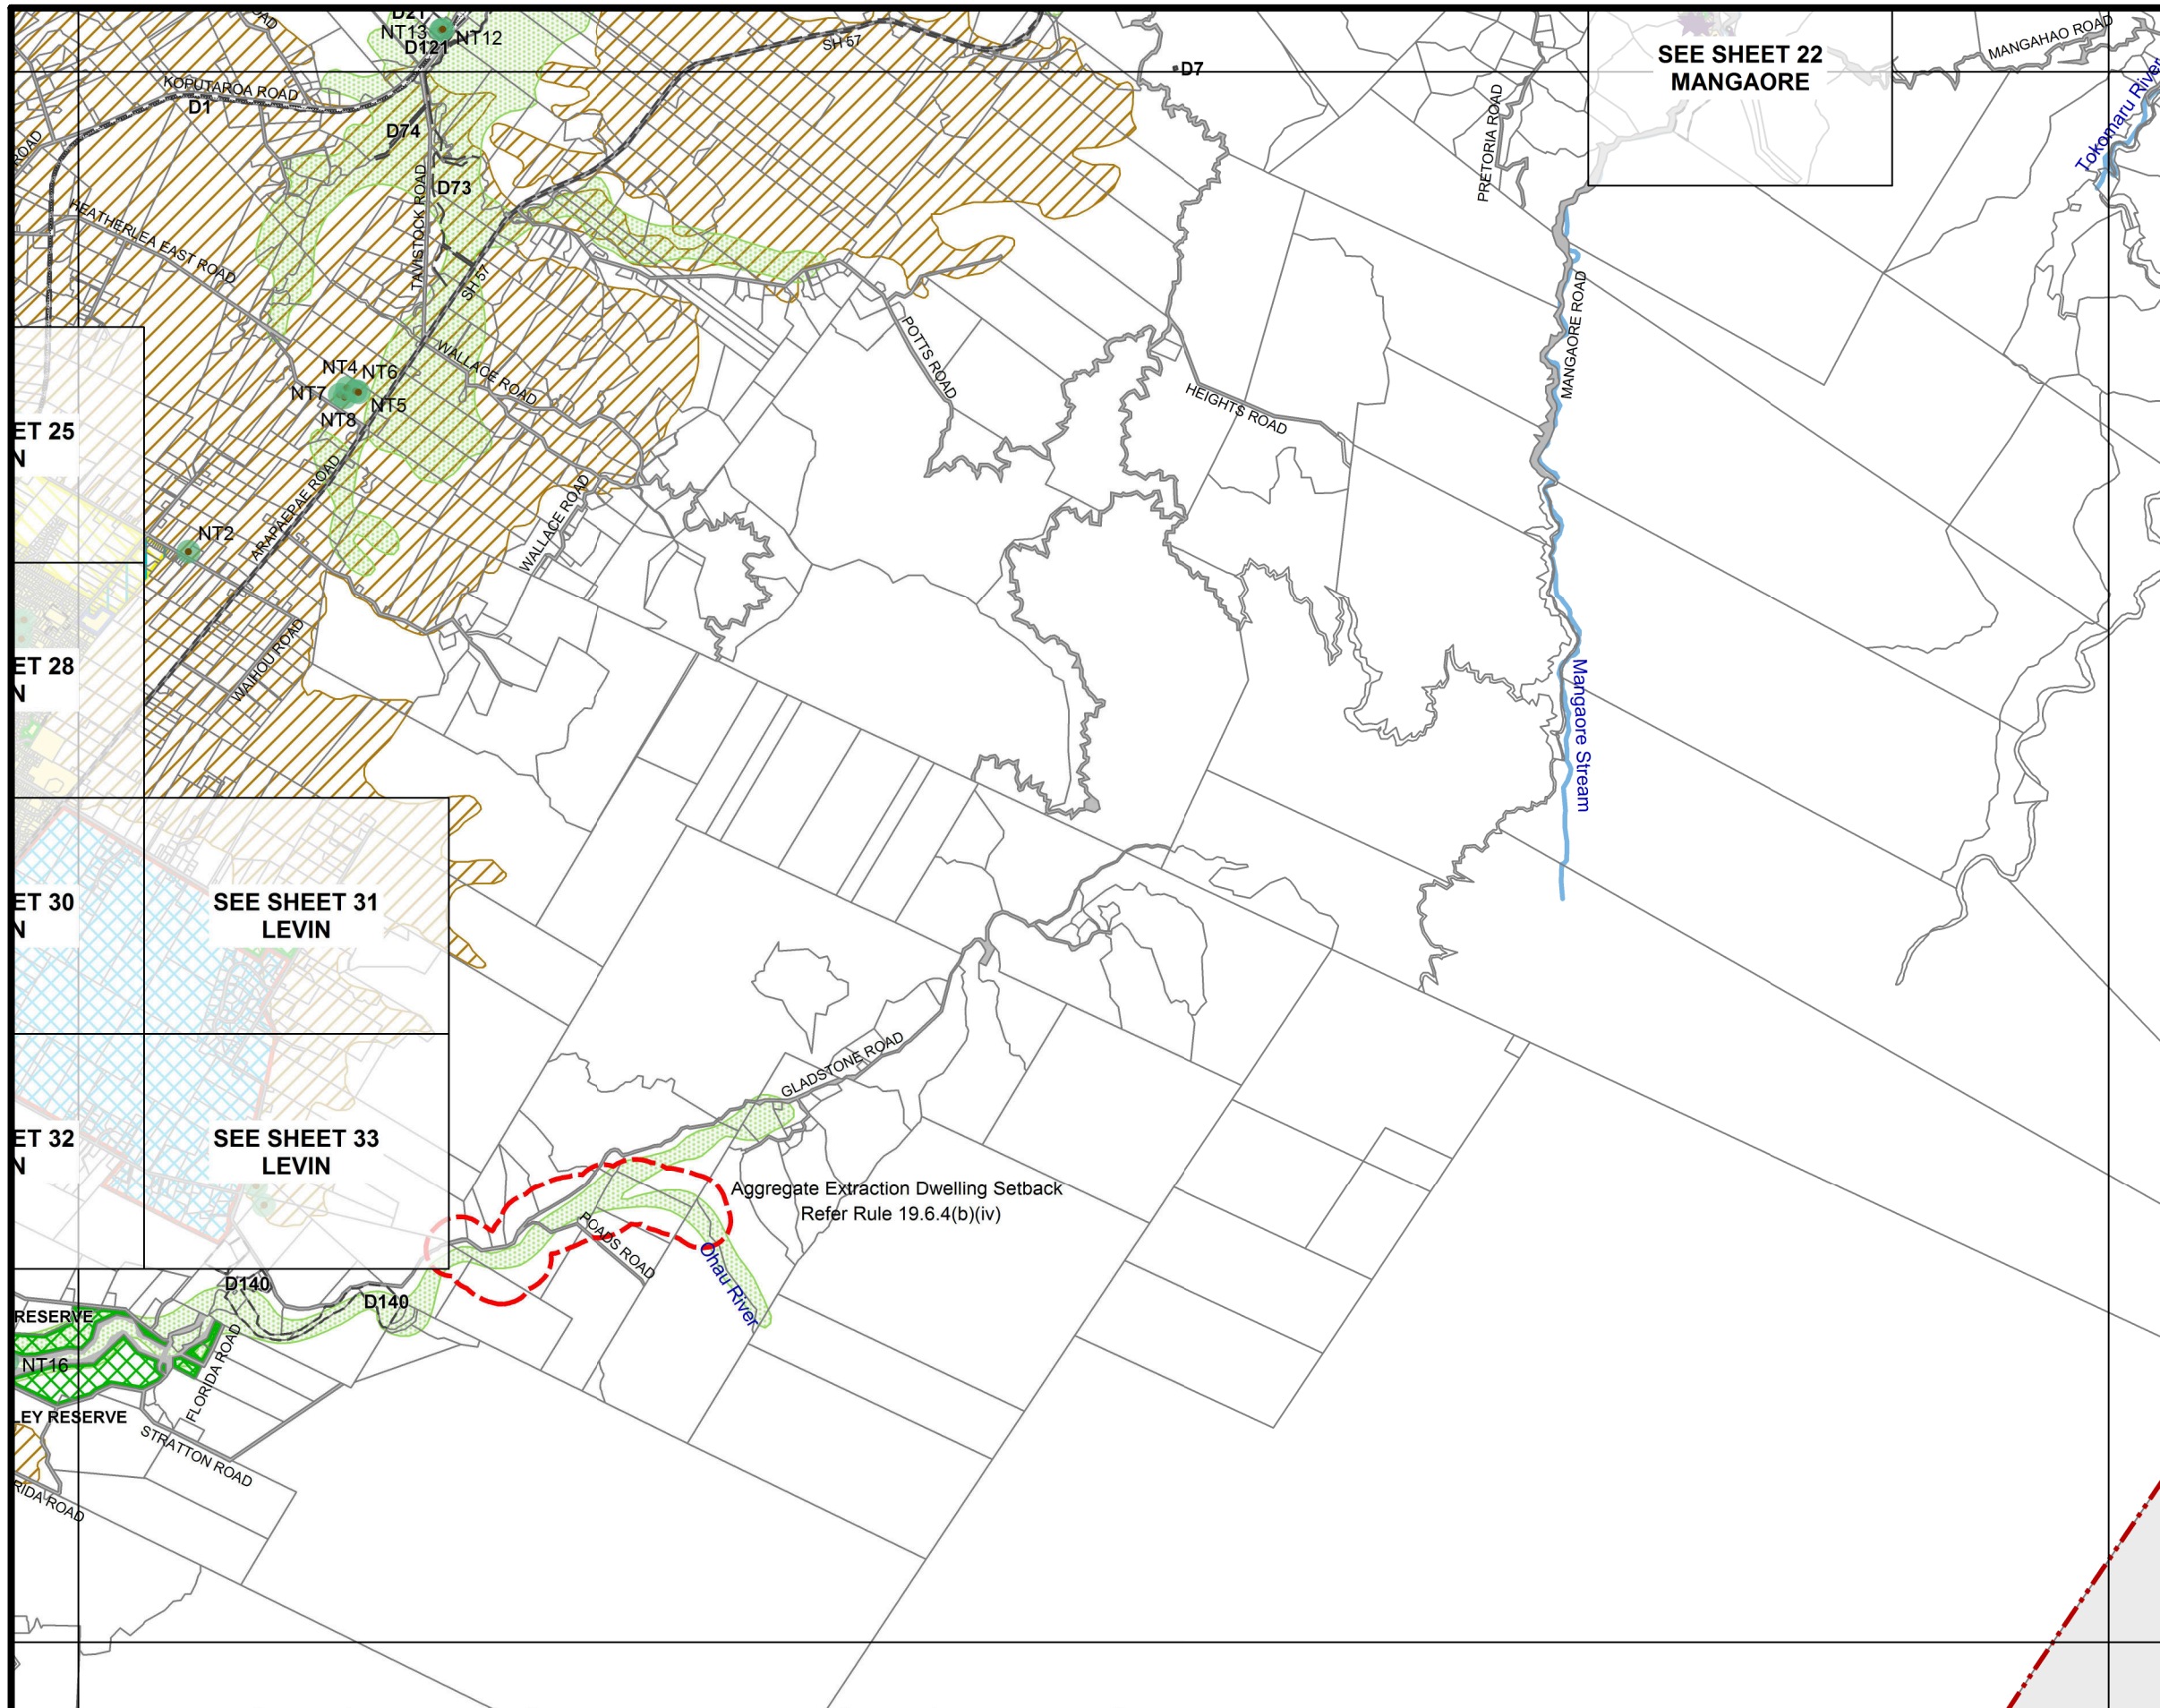 D21
NT13
NT12
D121
SH 57
D7
SEE SHEET 22
MANGAORE
MANGAHAO ROAD
Tokomaru River
KOPUTAROA ROAD
D1
D74
ROAD
D73
TAVISTOCK ROAD
PRETORIA ROAD
HEATHERLEA EAST ROAD
SH 57
MANGAORE ROAD
POTTS ROAD
WALLACE ROAD
HEIGHTS ROAD
NT4
NT6
NT7
NT5
NT8
ET 25
N
ARAPAEPAE ROAD
WALLACE ROAD
NT2
WAIHOU ROAD
ET 28
N
Mangaore Stream
ET 30
N
SEE SHEET 31
LEVIN
GLADSTONE ROAD
ET 32
N
SEE SHEET 33
LEVIN
Aggregate Extraction Dwelling Setback
Refer Rule 19.6.4(b)(iv)
POADS ROAD
Ohau River
D140
D140
RESERVE
NT16
FLORIDA ROAD
LEY RESERVE
STRATTON ROAD
RIDA ROAD